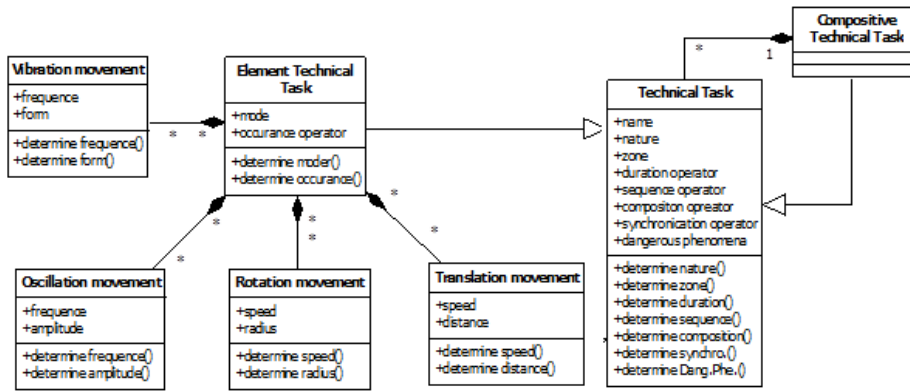 Compositive
Technical Task
*
1
Vibration movement
+frequence
+form
+determine frequence()
+determine form()
*
*
Element Technical
Task
+mode
+occurance operator
+determine moder()
+determine occurance()
Technical Task
+name
+nature
+zone
+duration operator
+sequence operator
+compositon opreator
+synchronication operator
+dangerous phenomena
+determine nature()
+determine zone()
+determine duration()
+determine sequence()
+determine composition()
+determine synchro.()
+determine Dang.Phe.()
*
*
*
*
*
*
Oscillation movement
+frequence
+amplitude
+determine frequence()
+determine amplitude()
Rotation movement
+speed
+radius
+determine speed()
+determine radius()
Translation movement
+speed
+distance
+determine speed()
+determine distance()